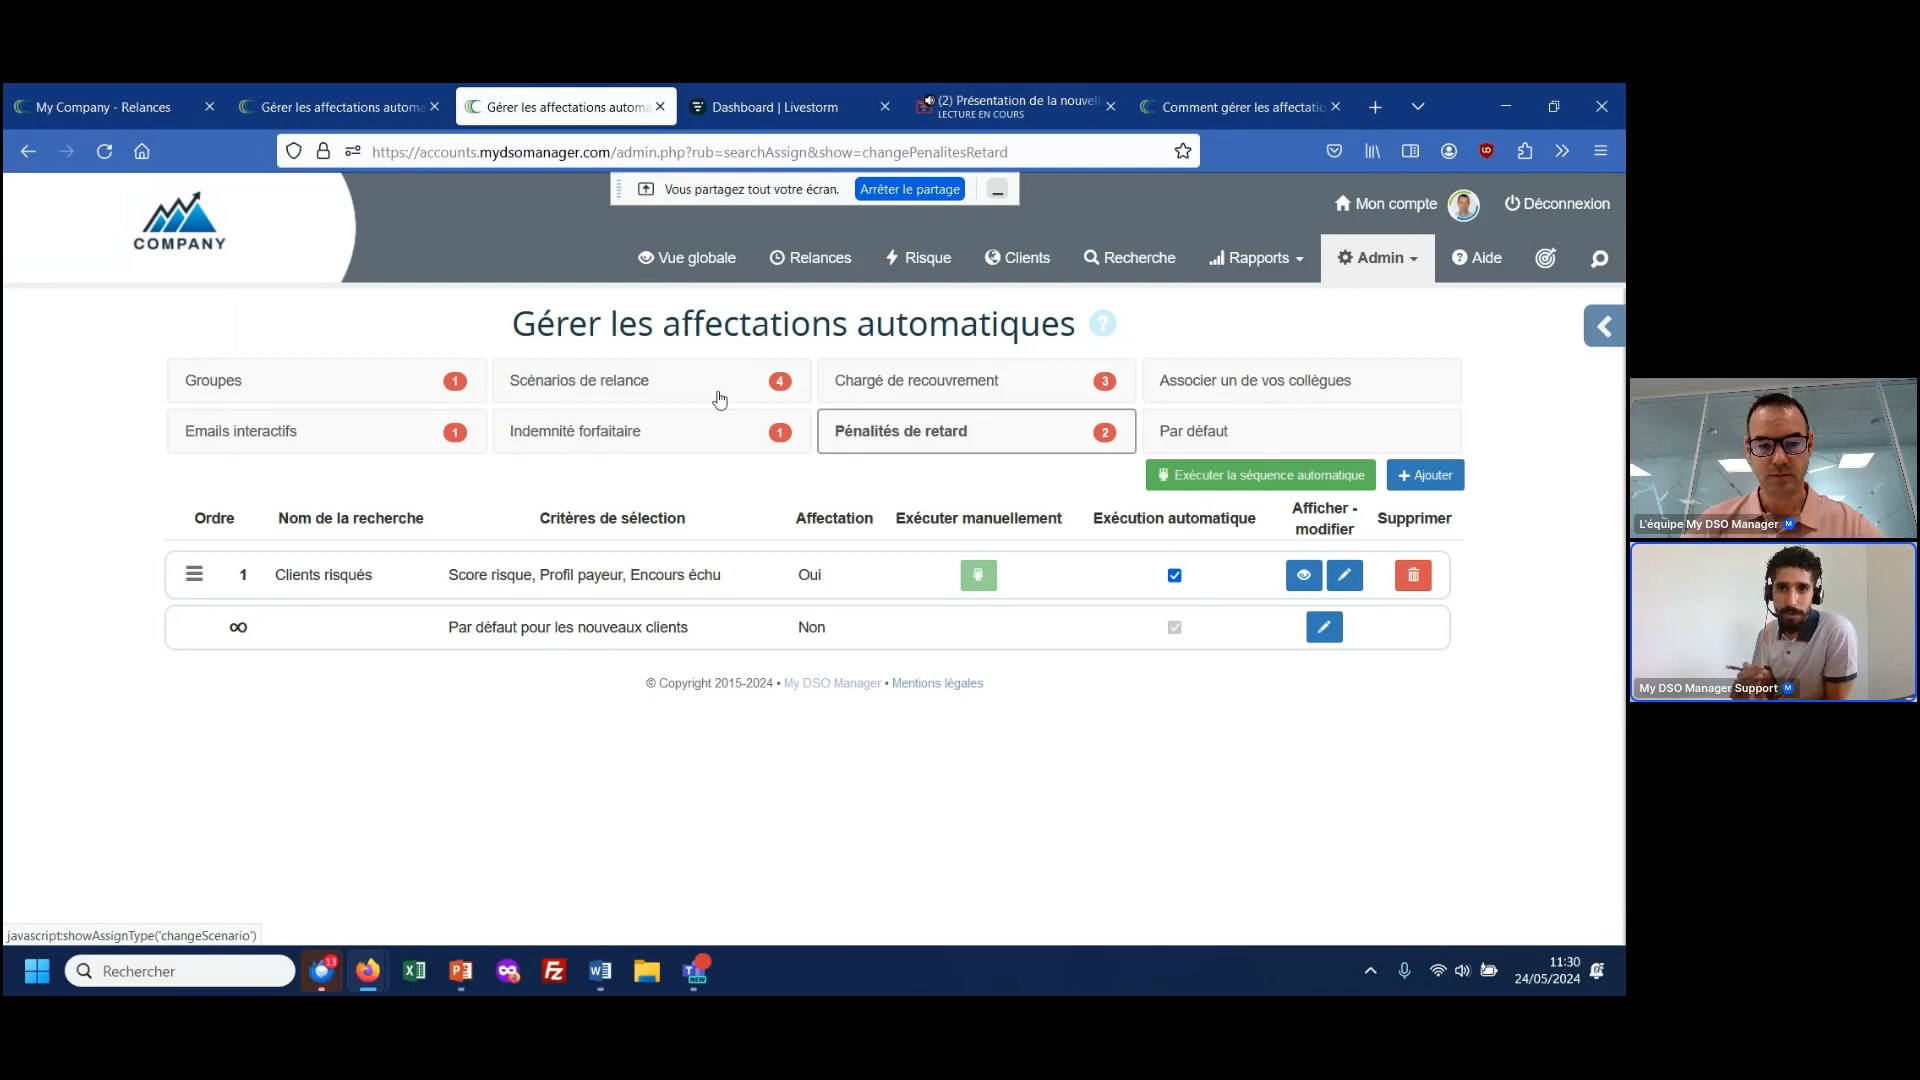 My Company - Relances
Gérer les affectations automa
Gérer les affectations automa
Dashboard | Livestorm
(2) Présentation de la nouvel
LECTURE EN COURS
Comment gérer les affectatio
https://accounts.mydsomanager.com/admin.php?rub=searchAssign&show=changePenalitesRetard
Vous partagez tout votre écran.
Arrêter le partage
COMPANY
Mon compte
Déconnexion
Vue globale
Relances
Risque
Clients
Recherche
Rapports
Admin
Aide
Gérer les affectations automatiques ?
Groupes 1
Scénarios de relance 4
Chargé de recouvrement 3
Associer un de vos collègues
Emails interactifs 1
Indemnité forfaitaire 1
Pénalités de retard 2
Par défaut
Exécuter la séquence automatique
+ Ajouter
Ordre
Nom de la recherche
Critères de sélection
Affectation
Exécuter manuellement
Exécution automatique
Afficher -
modifier
Supprimer
1
Clients risqués
Score risque, Profil payeur, Encours échu
Oui
∞
Par défaut pour les nouveaux clients
Non
© Copyright 2015-2024 • My DSO Manager • Mentions légales
javascript:showAssignType('changeScenario')
Rechercher
13
NEW
11:30
24/05/2024
L'équipe My DSO Manager M
My DSO Manager Support M